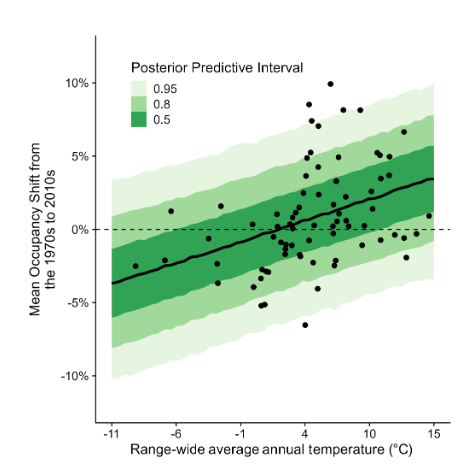 Posterior Predictive Interval
0.95
0.8
0.5
10%
5%
0%
-5%
-10%
Mean Occupancy Shift from
the 1970s to 2010s
-11 -6 -1 4 10 15
Range-wide average annual temperature (°C)